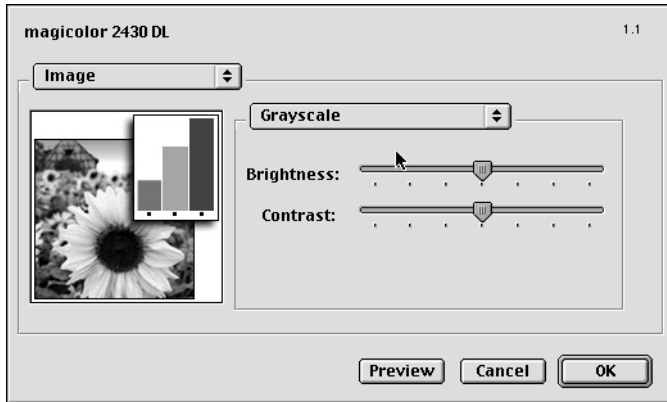 magicolor 2430 DL
1.1
Image
Grayscale
Brightness:
Contrast:
Preview
Cancel
OK